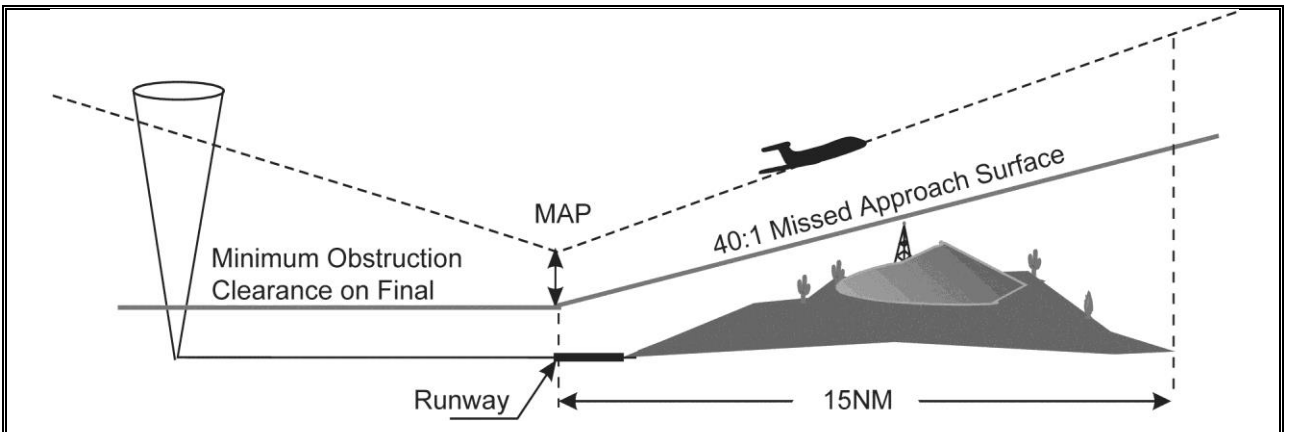 MAP
Minimum Obstruction
Clearance on Final
40:1 Missed Approach Surface
Runway
15NM